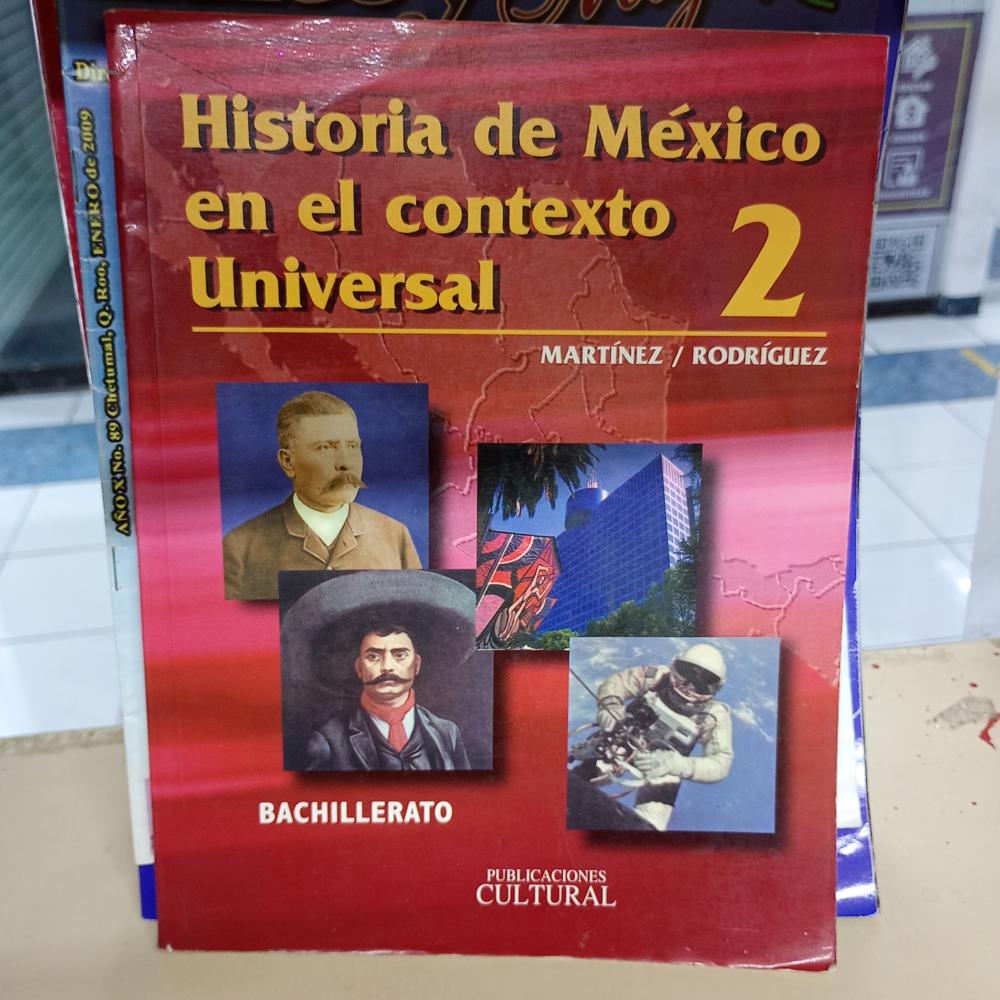 Historia de México
en el contexto
Universal
2
MARTÍNEZ / RODRÍGUEZ
BACHILLERATO
PUBLICACIONES
CULTURAL
AÑO X No. 89 Chetumal, Q. Roo, ENERO de 2009